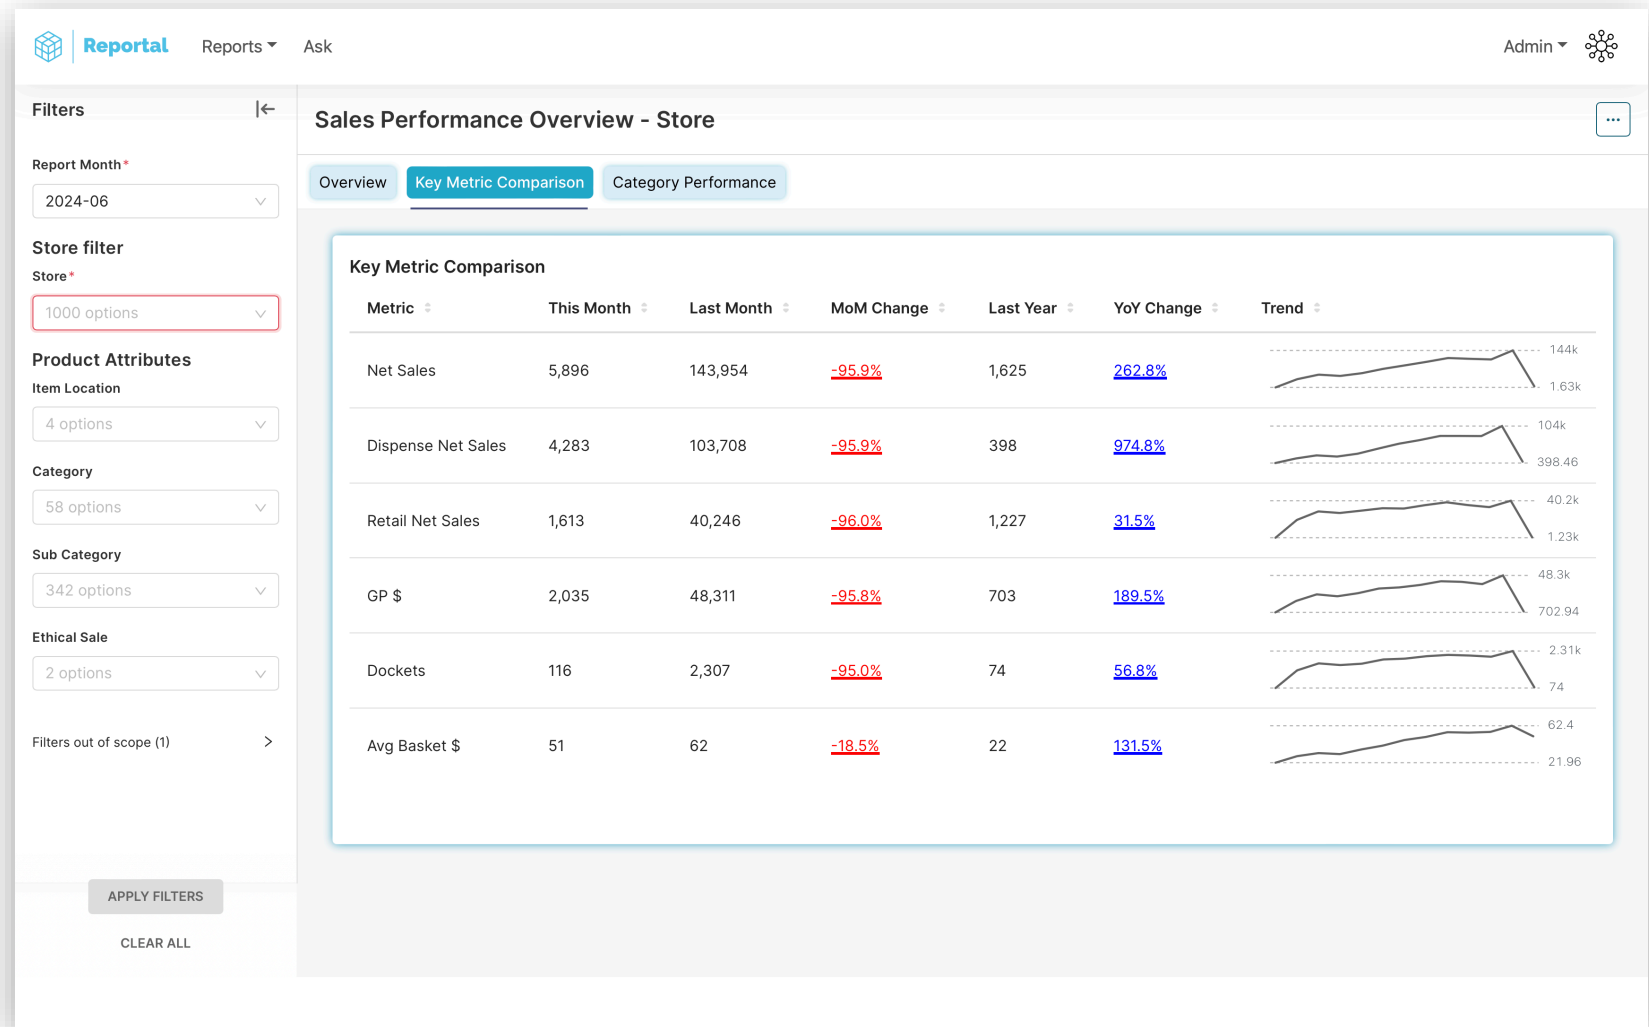 Reportal
Reports
Ask
Admin
Filters
Report Month*
2024-06
Store filter
Store*
1000 options
Product Attributes
Item Location
4 options
Category
58 options
Sub Category
342 options
Ethical Sale
2 options
Filters out of scope (1)
APPLY FILTERS
CLEAR ALL
Sales Performance Overview - Store
...
Overview Key Metric Comparison Category Performance
Key Metric Comparison
Metric This Month Last Month MoM Change Last Year YoY Change Trend
Net Sales 5,896 143,954 -95.9% 1,625 262.8% 144k 1.63k
Dispense Net Sales 4,283 103,708 -95.9% 398 974.8% 104k 398.46
Retail Net Sales 1,613 40,246 -96.0% 1,227 31.5% 40.2k 1.23k
GP $ 2,035 48,311 -95.8% 703 189.5% 48.3k 702.94
Dockets 116 2,307 -95.0% 74 56.8% 2.31k 74
Avg Basket $ 51 62 -18.5% 22 131.5% 62.4 21.96